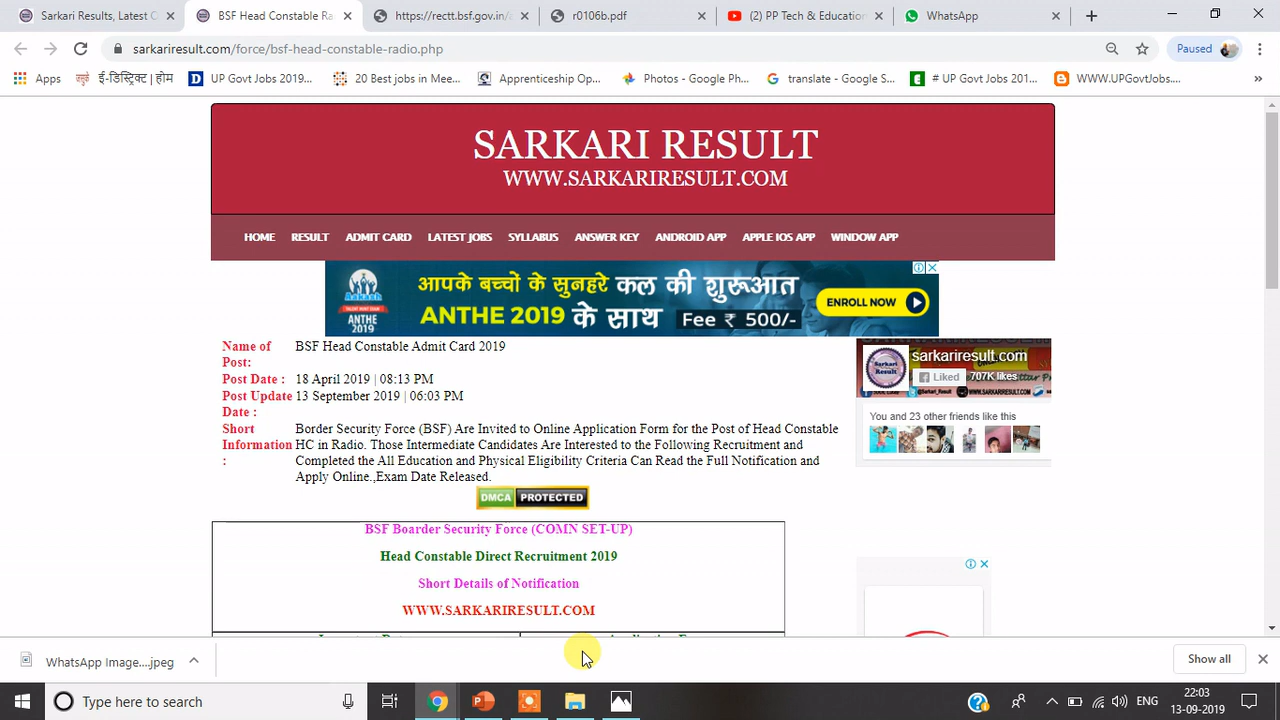 Sarkari Results, Latest
BSF Head Constable Ra
https://rectt.bsf.gov.in/
r0106b.pdf
(2) PP Tech & Education
WhatsApp
sarkariresult.com/force/bsf-head-constable-radio.php
Paused
Apps
ई-डिस्ट्रिक्ट | होम
UP Govt Jobs 2019...
20 Best jobs in Mee...
Apprenticeship Op...
Photos - Google Ph...
translate - Google S...
# UP Govt Jobs 201...
WWW.UPGovtJobs...
SARKARI RESULT
WWW.SARKARIRESULT.COM
HOME RESULT ADMIT CARD LATEST JOBS SYLLABUS ANSWER KEY ANDROID APP APPLE IOS APP WINDOW APP
Aakash
ANTHE
2019
आपके बच्चों के सुनहरे कल की शुरूआत
ANTHE 2019 के साथ Fee ₹ 500/-
ENROLL NOW
Name of Post: BSF Head Constable Admit Card 2019
Post Date : 18 April 2019 | 08:13 PM
Post Update Date : 13 September 2019 | 06:03 PM
Short Information : Border Security Force (BSF) Are Invited to Online Application Form for the Post of Head Constable
HC in Radio. Those Intermediate Candidates Are Interested to the Following Recruitment and
Completed the All Education and Physical Eligibility Criteria Can Read the Full Notification and
Apply Online.,Exam Date Released.
DMCA PROTECTED
sarkariresult.com
Liked 707K likes
You and 23 other friends like this
BSF Boarder Security Force (COMN SET-UP)
Head Constable Direct Recruitment 2019
Short Details of Notification
WWW.SARKARIRESULT.COM
WhatsApp Image....jpeg
Show all
Type here to search
ENG
22:03
13-09-2019